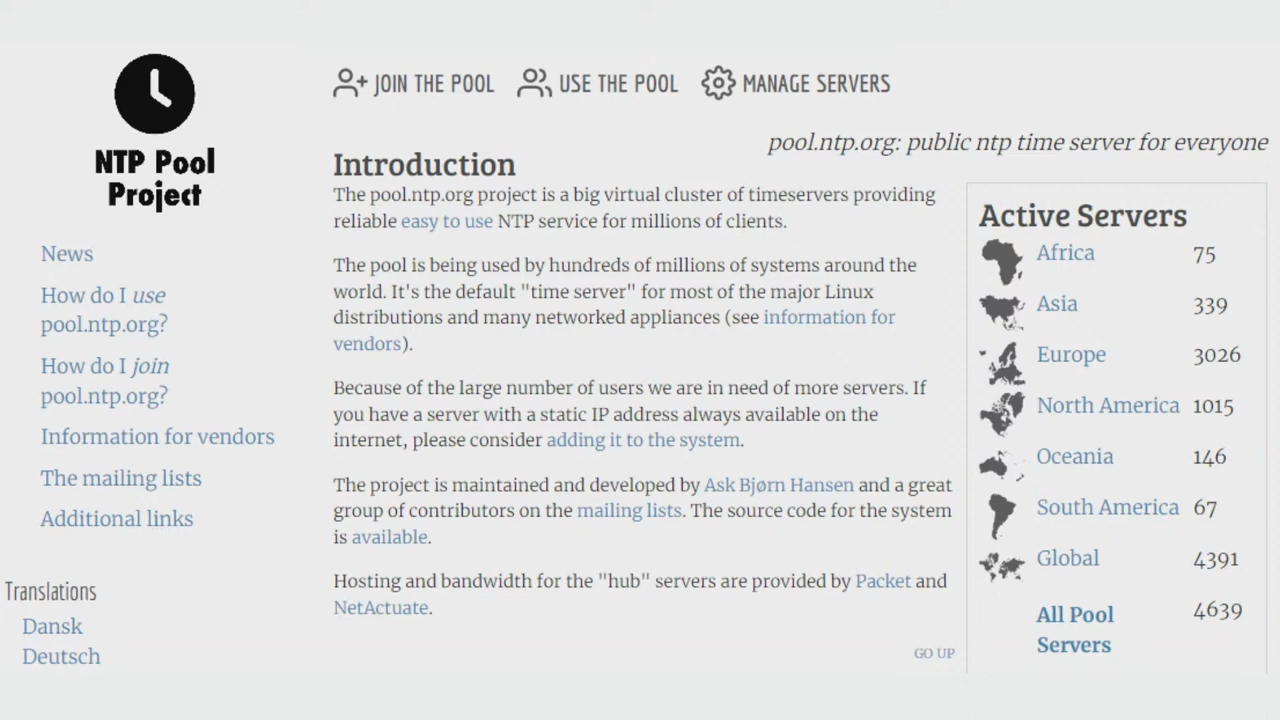 NTP Pool
Project
JOIN THE POOL
USE THE POOL
MANAGE SERVERS
pool.ntp.org: public ntp time server for everyone
News
How do I use
pool.ntp.org?
How do I join
pool.ntp.org?
Information for vendors
The mailing lists
Additional links
Translations
Dansk
Deutsch
Introduction
The pool.ntp.org project is a big virtual cluster of timeservers providing
reliable easy to use NTP service for millions of clients.
The pool is being used by hundreds of millions of systems around the
world. It's the default "time server" for most of the major Linux
distributions and many networked appliances (see information for
vendors).
Because of the large number of users we are in need of more servers. If
you have a server with a static IP address always available on the
internet, please consider adding it to the system.
The project is maintained and developed by Ask Bjørn Hansen and a great
group of contributors on the mailing lists. The source code for the system
is available.
Hosting and bandwidth for the "hub" servers are provided by Packet and
NetActuate.
GO UP
Active Servers
Africa 75
Asia 339
Europe 3026
North America 1015
Oceania 146
South America 67
Global 4391
All Pool 4639
Servers